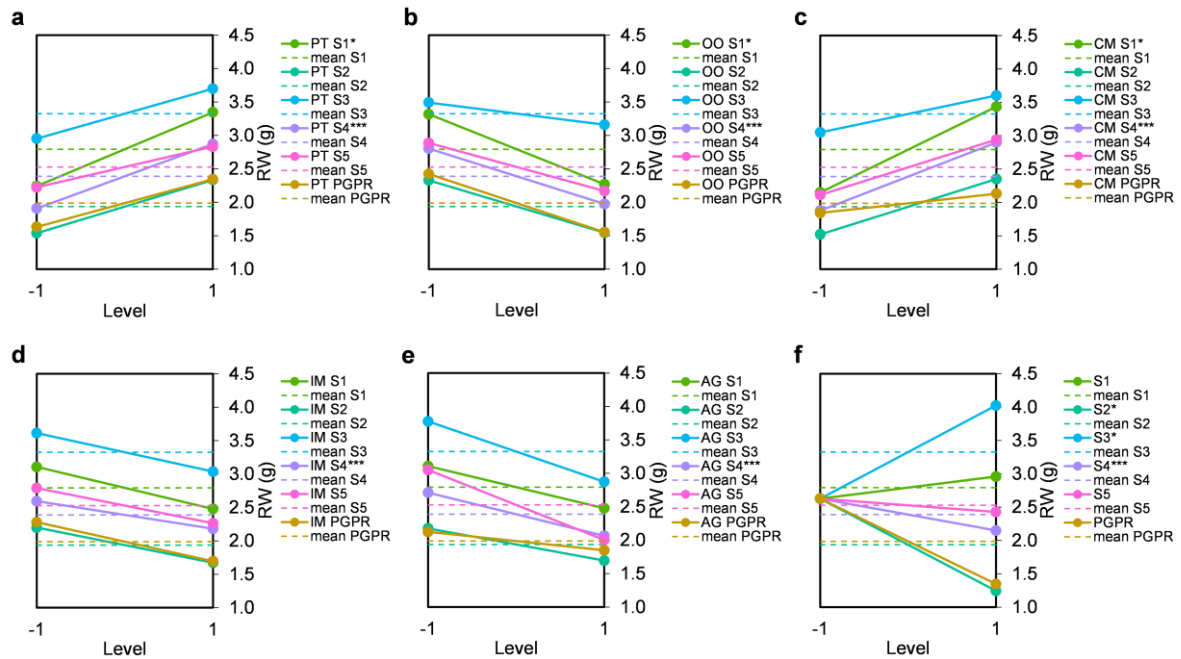 a
4.5
4.0
3.5
3.0
2.5
2.0
1.5
1.0
RW (g)
-1
1
Level
PT S1*
mean S1
PT S2
mean S2
PT S3
mean S3
PT S4***
mean S4
PT S5
mean S5
PT PGPR
mean PGPR
b
4.5
4.0
3.5
3.0
2.5
2.0
1.5
1.0
RW (g)
-1
1
Level
OO S1*
mean S1
OO S2
mean S2
OO S3
mean S3
OO S4***
mean S4
OO S5
mean S5
OO PGPR
mean PGPR
c
4.5
4.0
3.5
3.0
2.5
2.0
1.5
1.0
RW (g)
-1
1
Level
CM S1*
mean S1
CM S2
mean S2
CM S3
mean S3
CM S4***
mean S4
CM S5
mean S5
CM PGPR
mean PGPR
d
4.5
4.0
3.5
3.0
2.5
2.0
1.5
1.0
RW (g)
-1
1
Level
IM S1
mean S1
IM S2
mean S2
IM S3
mean S3
IM S4***
mean S4
IM S5
mean S5
IM PGPR
mean PGPR
e
4.5
4.0
3.5
3.0
2.5
2.0
1.5
1.0
RW (g)
-1
1
Level
AG S1
mean S1
AG S2
mean S2
AG S3
mean S3
AG S4***
mean S4
AG S5
mean S5
AG PGPR
mean PGPR
f
4.5
4.0
3.5
3.0
2.5
2.0
1.5
1.0
RW (g)
-1
1
Level
S1
mean S1
S2*
mean S2
S3*
mean S3
S4***
mean S4
S5
mean S5
PGPR
mean PGPR